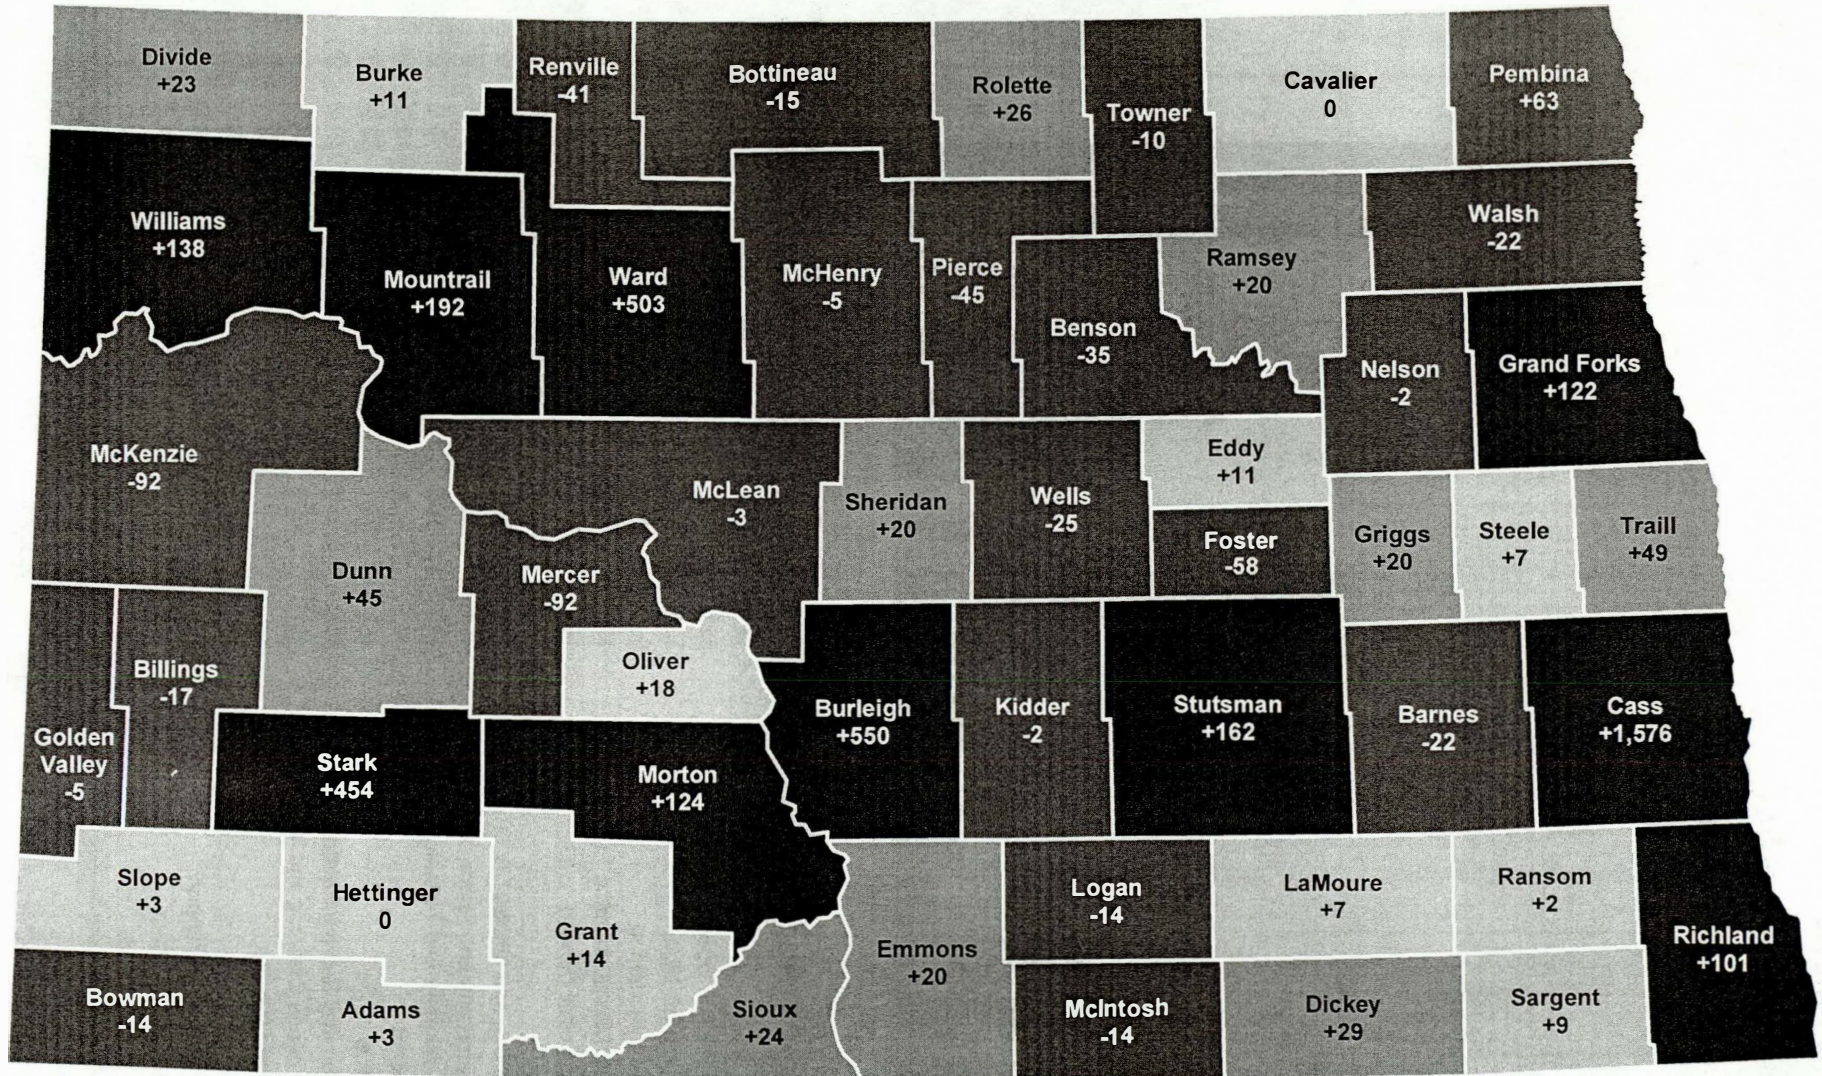 Divide
+23
Burke
+11
Renville
-41
Bottineau
-15
Rolette
+26
Towner
-10
Cavalier
0
Pembina
+63
Williams
+138
Mountrail
+192
Ward
+503
McHenry
-5
Pierce
-45
Benson
-35
Ramsey
+20
Walsh
-22
Nelson
-2
Grand Forks
+122
McKenzie
-92
Dunn
+45
McLean
-3
Mercer
-92
Oliver
+18
Sheridan
+20
Wells
-25
Eddy
+11
Foster
-58
Griggs
+20
Steele
+7
Traill
+49
Golden
Valley
-5
Billings
-17
Stark
+454
Morton
+124
Burleigh
+550
Kidder
-2
Stutsman
+162
Barnes
-22
Cass
+1,576
Slope
+3
Hettinger
0
Grant
+14
Emmons
+20
Logan
-14
LaMoure
+7
Ransom
+2
Richland
+101
Bowman
-14
Adams
+3
Sioux
+24
McIntosh
-14
Dickey
+29
Sargent
+9